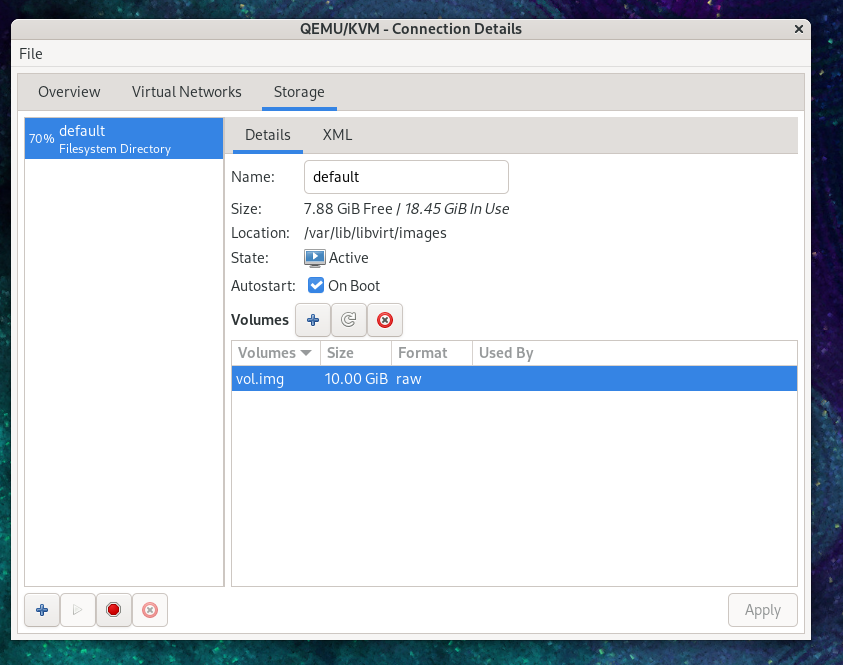 QEMU/KVM - Connection Details
File
Overview Virtual Networks Storage
70% default
Filesystem Directory
Details XML
Name: default
Size: 7.88 GiB Free / 18.45 GiB In Use
Location: /var/lib/libvirt/images
State: Active
Autostart: On Boot
Volumes
Volumes Size Format Used By
vol.img 10.00 GiB raw
Apply